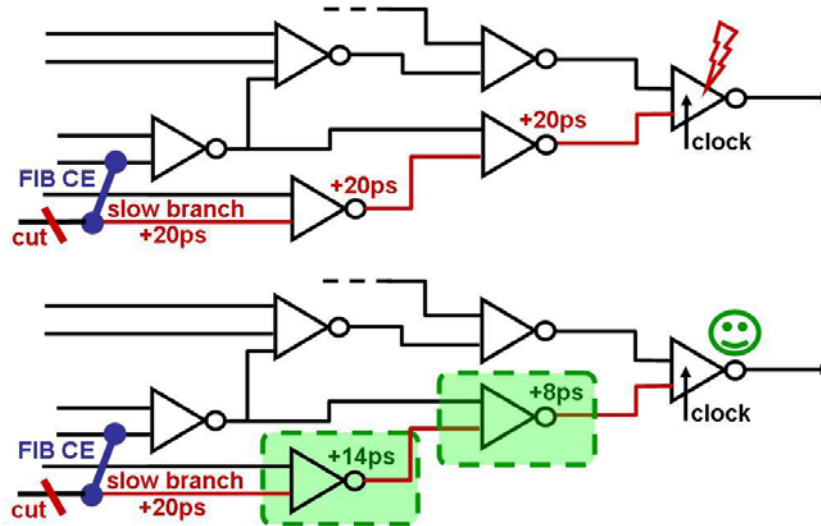 +20ps
clock
+20ps
FIB CE
slow branch
cut
+20ps
+8ps
clock
+14ps
FIB CE
slow branch
cut
+20ps